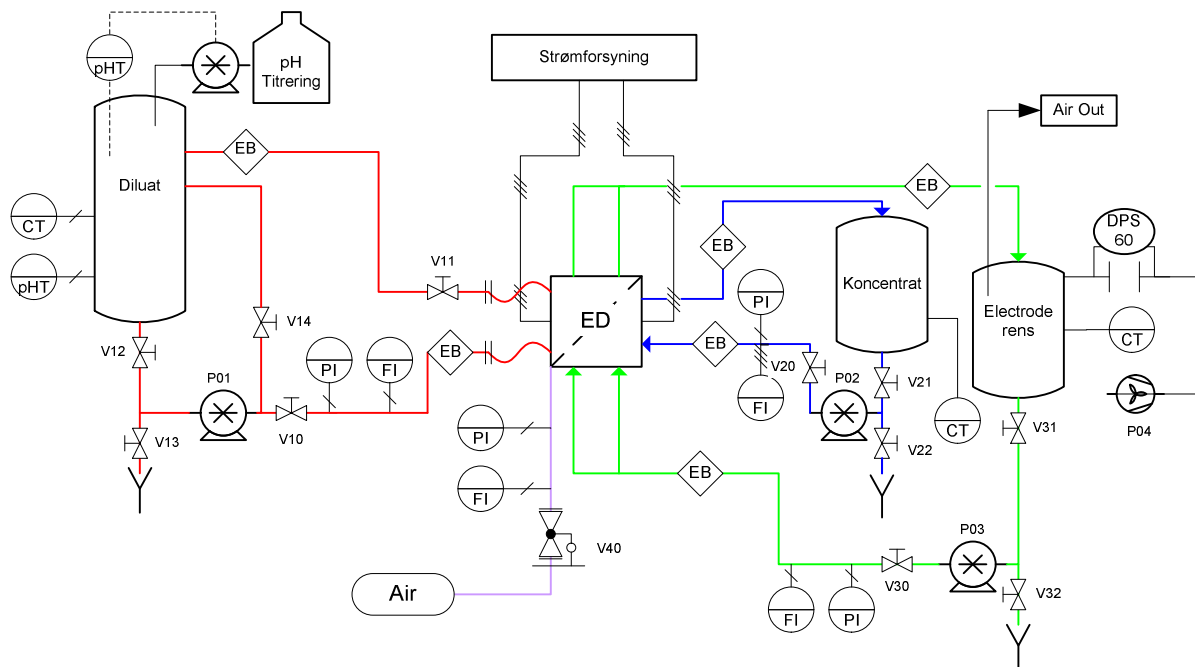 pHT
pH
Titrering
Strømforsyning
Air Out
EB
Diluat
EB
CT
pHT
EB
DPS
60
V11
PI
Koncentrat
Electrode
rens
V14
ED
V12
EB
EB
CT
PI
FI
V20
P01
P02
V21
FI
V10
V13
PI
CT
V22
V31
P04
EB
FI
P03
V40
Air
V30
V32
FI
PI